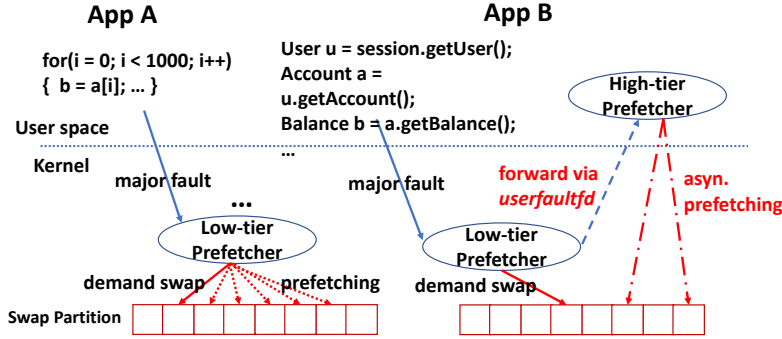 App A
App B
for(i = 0; i < 1000; i++)
{ b = a[i]; … }
User u = session.getUser();
Account a =
u.getAccount();
Balance b = a.getBalance();
…
High-tier
Prefetcher
User space
Kernel
major fault
…
major fault
forward via
userfaultfd
asyn.
prefetching
Low-tier
Prefetcher
Low-tier
Prefetcher
demand swap
prefetching
demand swap
Swap Partition